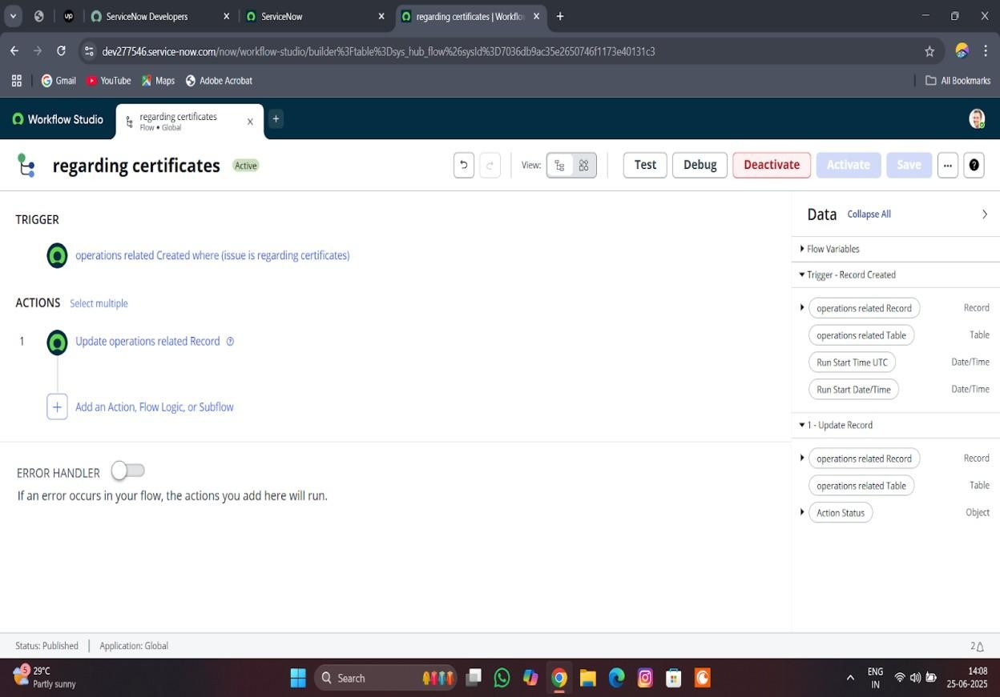 up
ServiceNow Developers
ServiceNow
regarding certificates | Workflo
dev277546.service-now.com/now/workflow-studio/builder%3Ftable%3Dsys_hub_flow%26sysId%3D7036db9ac35e2650746f1173e40131c3
Gmail
YouTube
Maps
Adobe Acrobat
All Bookmarks
Workflow Studio
regarding certificates
Flow • Global
regarding certificates
Active
View:
Test
Debug
Deactivate
Activate
Save
TRIGGER
operations related Created where (issue is regarding certificates)
ACTIONS Select multiple
1 Update operations related Record
Add an Action, Flow Logic, or Subflow
ERROR HANDLER
If an error occurs in your flow, the actions you add here will run.
Data Collapse All
Flow Variables
Trigger - Record Created
operations related Record Record
operations related Table Table
Run Start Time UTC Date/Time
Run Start Date/Time Date/Time
1 - Update Record
operations related Record Record
operations related Table Table
Action Status Object
Status: Published | Application: Global
2
5
29°C
Partly sunny
Search
ENG
IN
14:08
25-06-2025